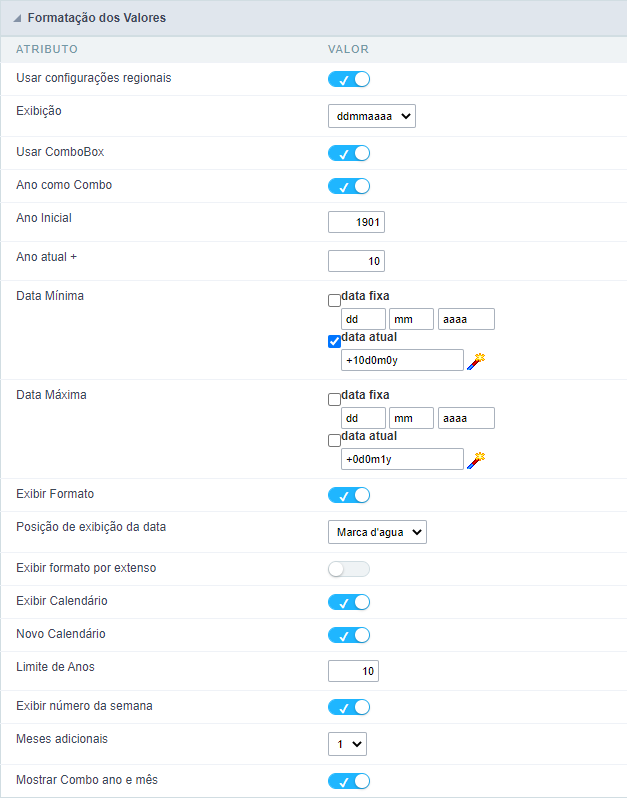 Formatação dos Valores
ATRIBUTO VALOR
Usar configurações regionais
Exibição ddmmaaaa
Usar ComboBox
Ano como Combo
Ano Inicial 1901
Ano atual + 10
Data Mínima data fixa
dd mm aaaa
data atual
+10d0m0y
Data Máxima data fixa
dd mm aaaa
data atual
+0d0m1y
Exibir Formato
Posição de exibição da data Marca d'agua
Exibir formato por extenso
Exibir Calendário
Novo Calendário
Limite de Anos 10
Exibir número da semana
Meses adicionais 1
Mostrar Combo ano e mês